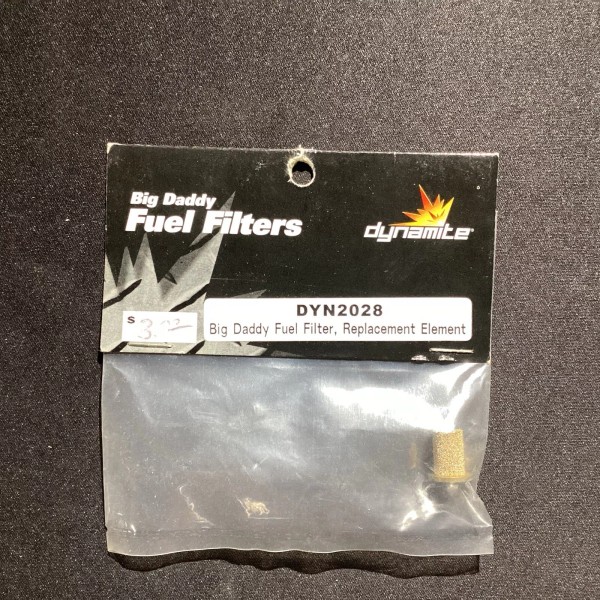 Big Daddy
Fuel Filters
dynamite
DYN2028
Big Daddy Fuel Filter, Replacement Element
$